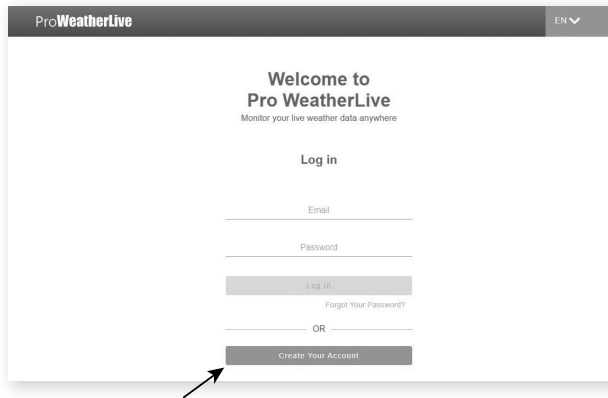 ProWeatherLive
EN
Welcome to
Pro WeatherLive
Monitor your live weather data anywhere
Log in
Email
Password
Log in
Forgot Your Password?
OR
Create Your Account